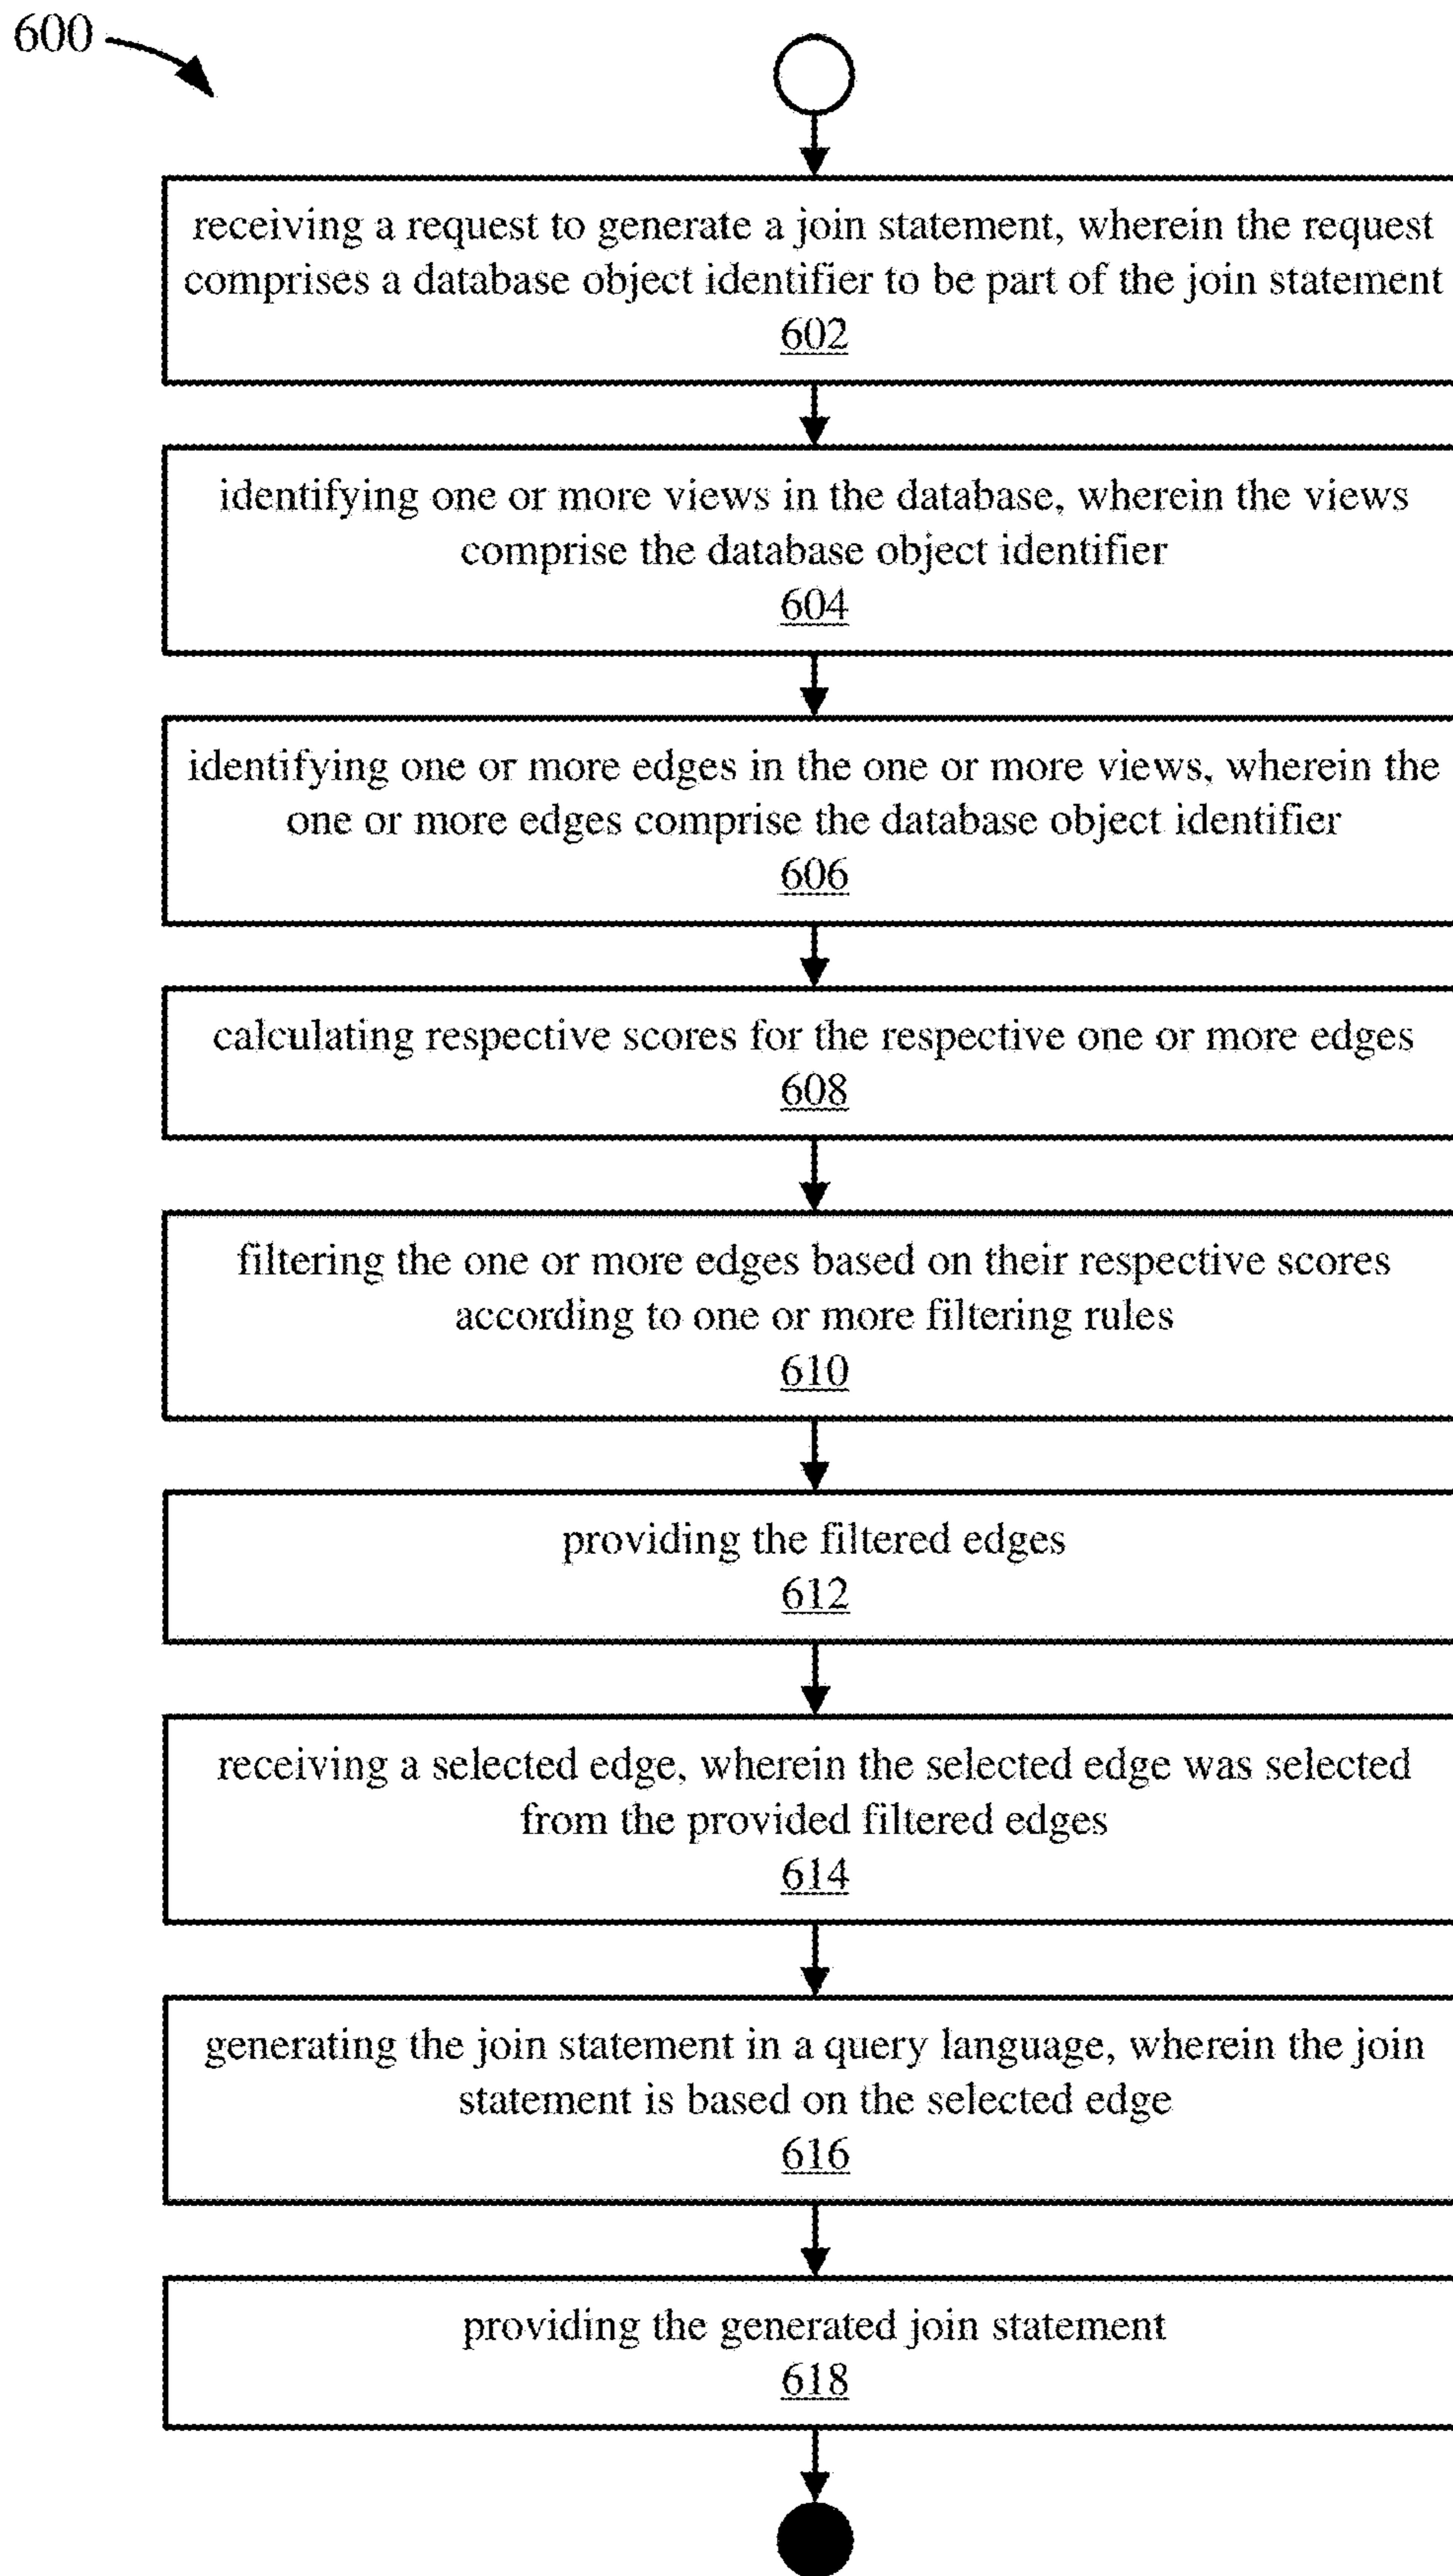 600
receiving a request to generate a join statement, wherein the request
comprises a database object identifier to be part of the join statement
602
identifying one or more views in the database, wherein the views
comprise the database object identifier
604
identifying one or more edges in the one or more views, wherein the
one or more edges comprise the database object identifier
606
calculating respective scores for the respective one or more edges
608
filtering the one or more edges based on their respective scores
according to one or more filtering rules
610
providing the filtered edges
612
receiving a selected edge, wherein the selected edge was selected
from the provided filtered edges
614
generating the join statement in a query language, wherein the join
statement is based on the selected edge
616
providing the generated join statement
618